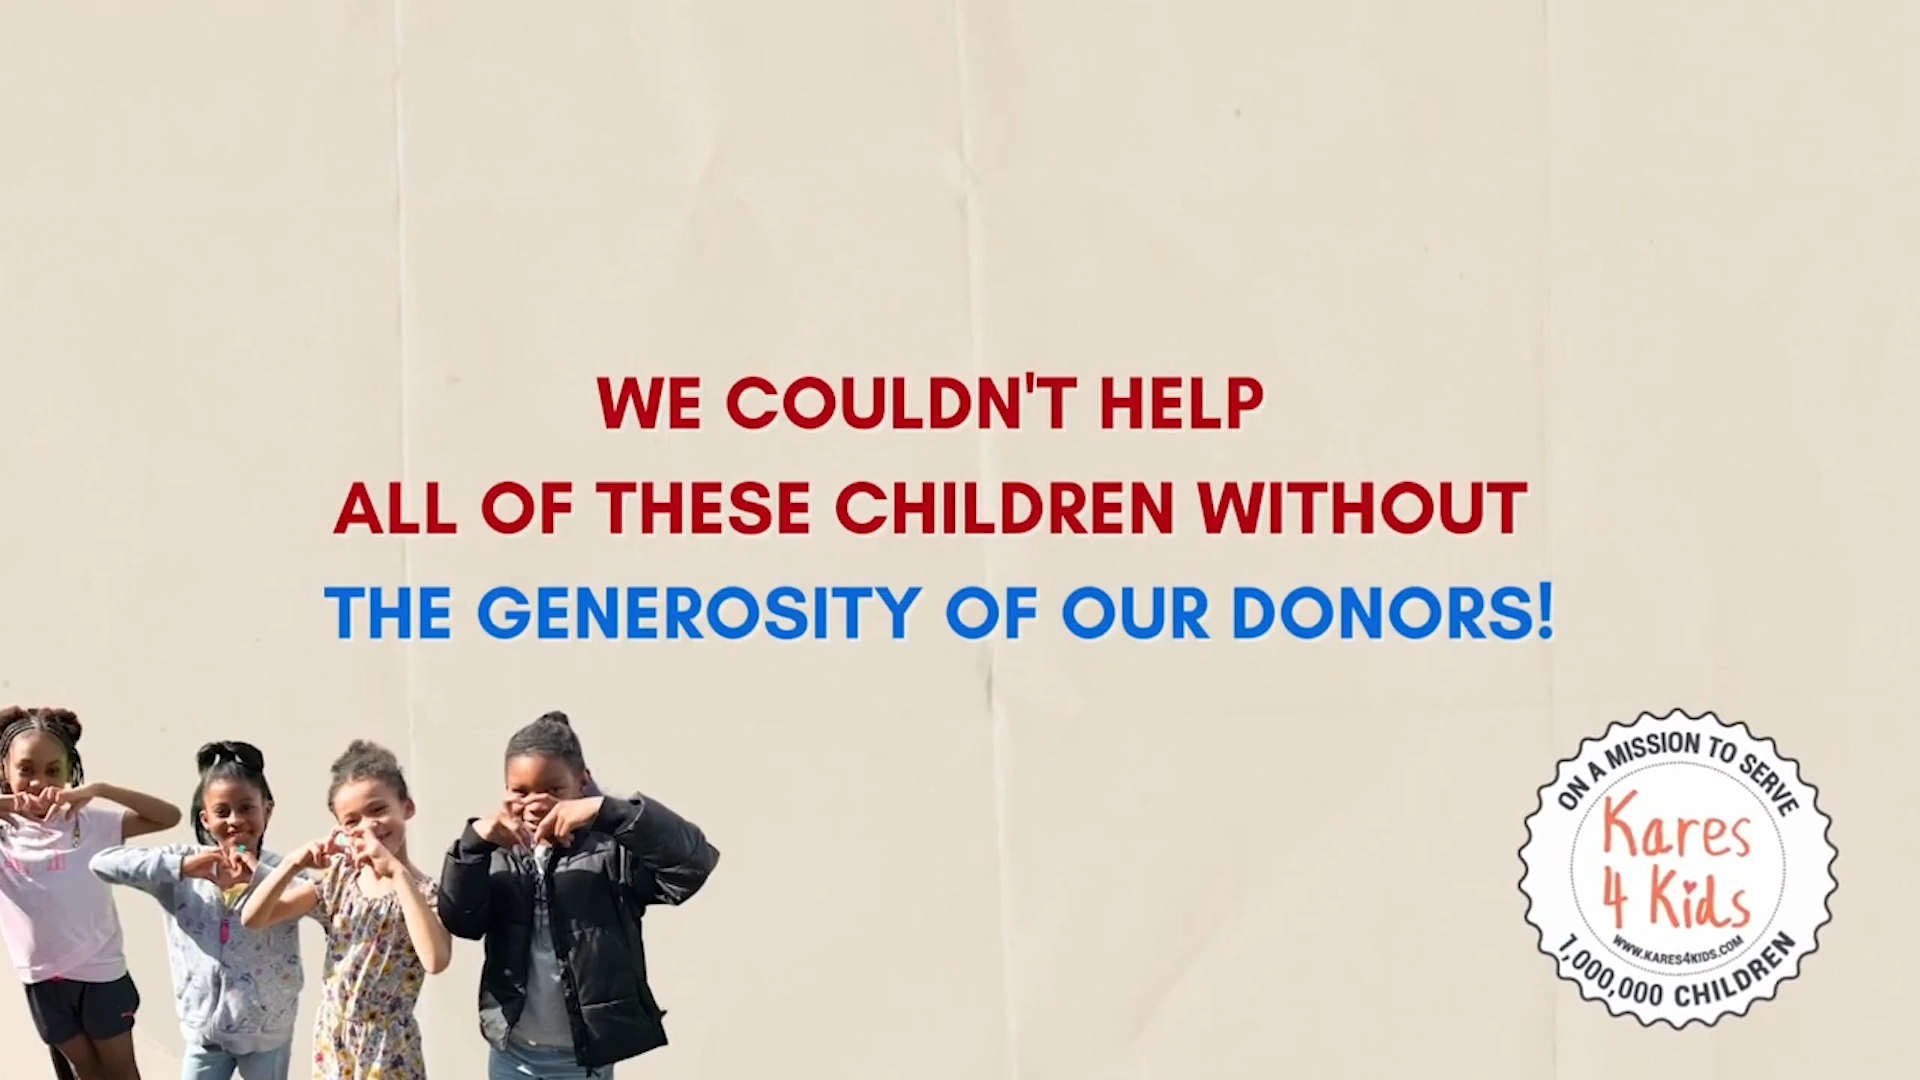 WE COULDN'T HELP
ALL OF THESE CHILDREN WITHOUT
THE GENEROSITY OF OUR DONORS!
ON A MISSION TO SERVE
Kares
4 Kids
WWW.KARES4KIDS.COM
1,000,000 CHILDREN